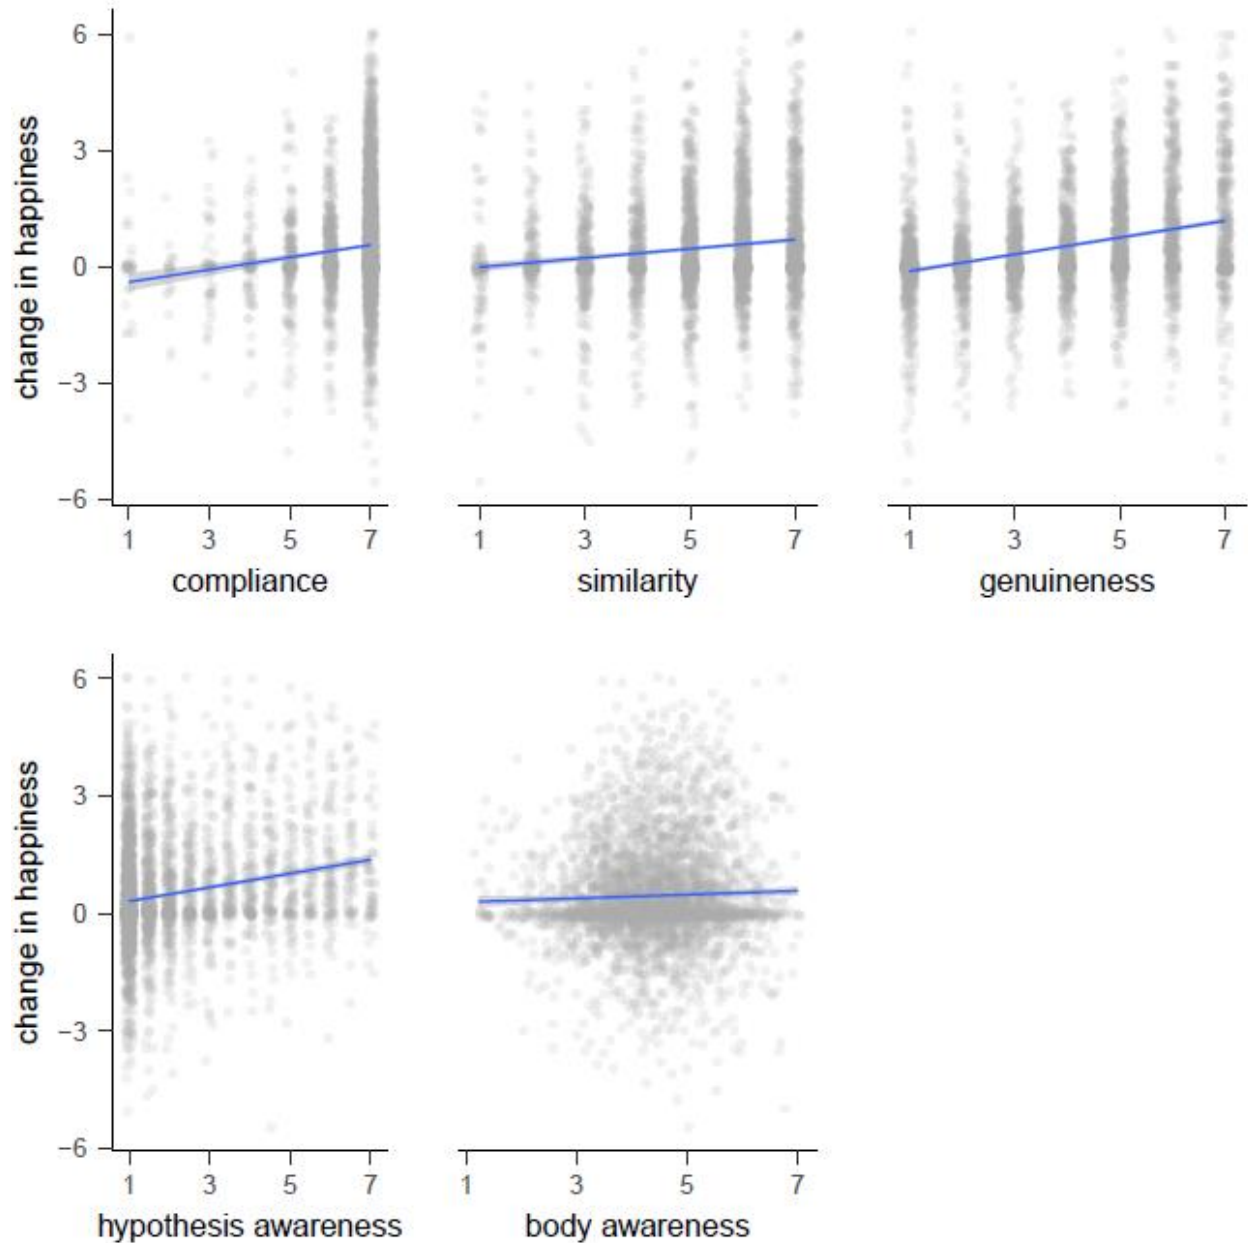 change in happiness
6
3
0
−3
−6
1 3 5 7
compliance
1 3 5 7
similarity
1 3 5 7
genuineness
change in happiness
6
3
0
−3
−6
1 3 5 7
hypothesis awareness
1 3 5 7
body awareness